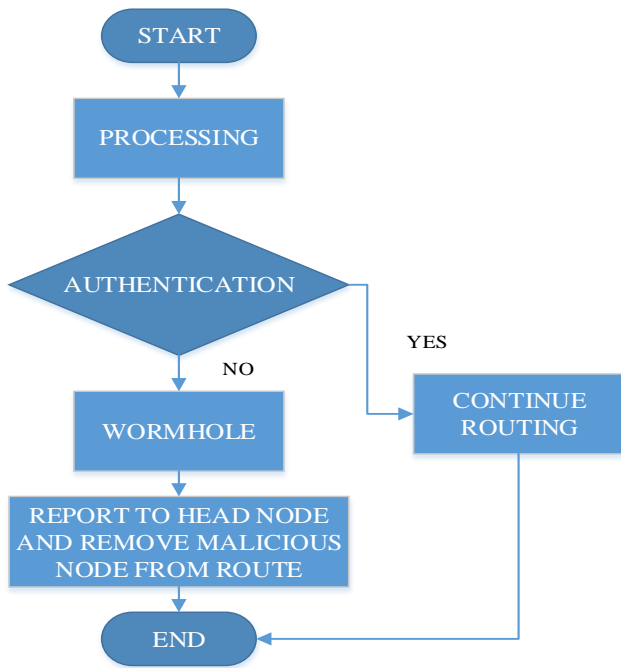 START
PROCESSING
AUTHENTICATION
YES
NO
WORMHOLE
CONTINUE
ROUTING
REPORT TO HEAD NODE
AND REMOVE MALICIOUS
NODE FROM ROUTE
END